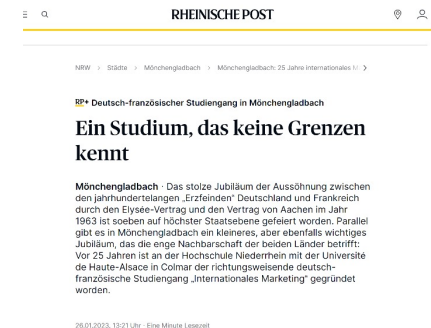 RHEINISCHE POST
NRW > Städte > Mönchengladbach > Mönchengladbach: 25 Jahre internationales M >
RP+ Deutsch-französischer Studiengang in Mönchengladbach
Ein Studium, das keine Grenzen
kennt
Mönchengladbach · Das stolze Jubiläum der Aussöhnung zwischen
den jahrhundertelangen „Erzfeinden“ Deutschland und Frankreich
durch den Elysée-Vertrag und den Vertrag von Aachen im Jahr
1963 ist soeben auf höchster Staatsebene gefeiert worden. Parallel
gibt es in Mönchengladbach ein kleineres, aber ebenfalls wichtiges
Jubiläum, das die enge Nachbarschaft der beiden Länder betrifft:
Vor 25 Jahren ist an der Hochschule Niederrhein mit der Université
de Haute-Alsace in Colmar der richtungsweisende deutsch-
französische Studiengang „Internationales Marketing“ gegründet
worden.
26.01.2023, 13:21 Uhr · Eine Minute Lesezeit